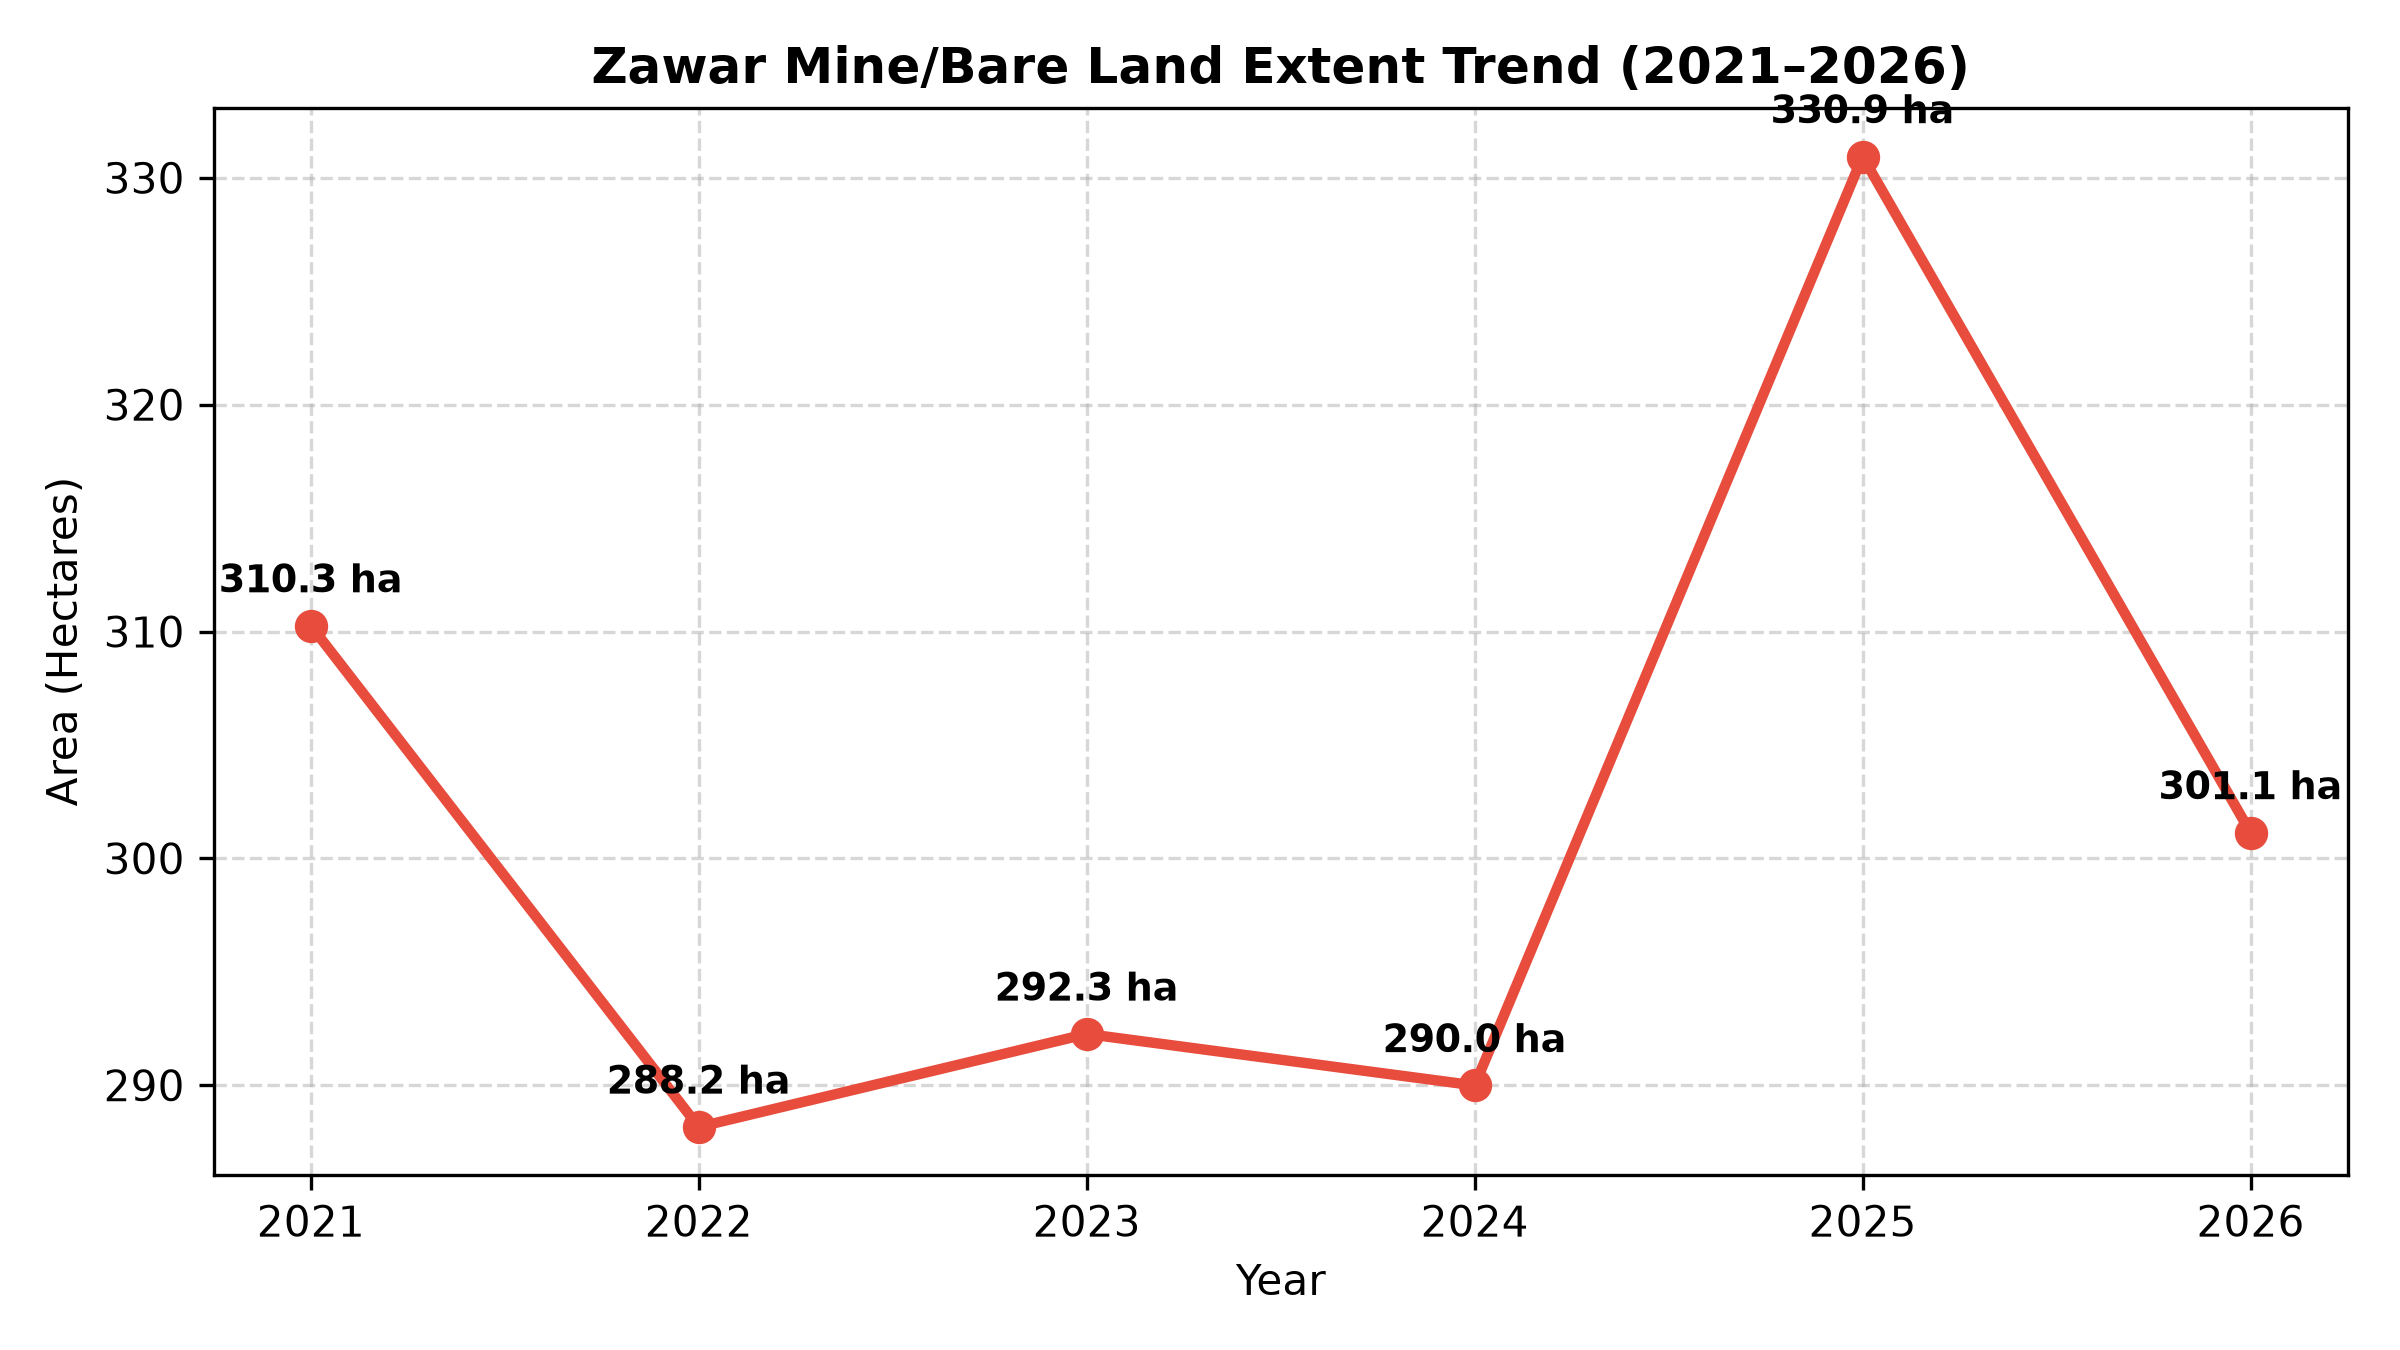 Zawar Mine/Bare Land Extent Trend (2021–2026)
330.9 ha
330
320
310.3 ha
310
301.1 ha
300
292.3 ha
290.0 ha
288.2 ha
290
Area (Hectares)
2021 2022 2023 2024 2025 2026
Year